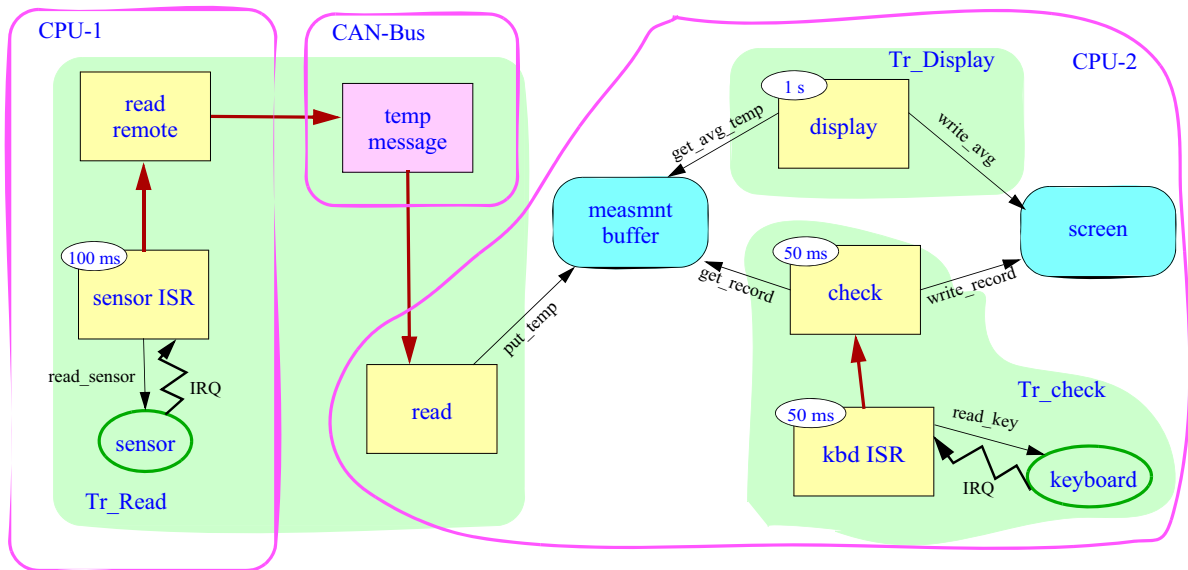 CPU-1
CAN-Bus
CPU-2
Tr_Display
1 s
display
read
remote
temp
message
get_avg_temp
write_avg
measmnt
buffer
screen
100 ms
sensor ISR
50 ms
check
get_record
write_record
put_temp
read_sensor
IRQ
sensor
read
Tr_check
50 ms
kbd ISR
read_key
IRQ
keyboard
Tr_Read